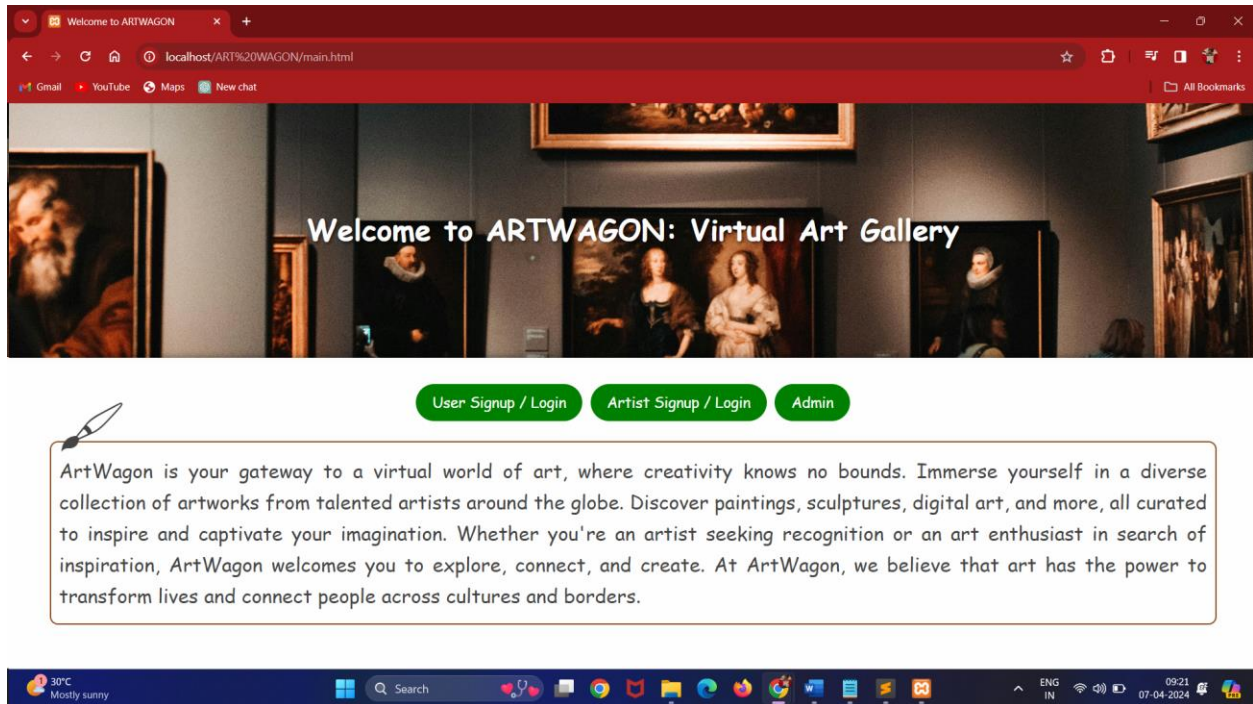 Welcome to ARTWAGON
localhost/ART%20WAGON/main.html
Gmail YouTube Maps New chat All Bookmarks
Welcome to ARTWAGON: Virtual Art Gallery
User Signup / Login Artist Signup / Login Admin
ArtWagon is your gateway to a virtual world of art, where creativity knows no bounds. Immerse yourself in a diverse
collection of artworks from talented artists around the globe. Discover paintings, sculptures, digital art, and more, all curated
to inspire and captivate your imagination. Whether you're an artist seeking recognition or an art enthusiast in search of
inspiration, ArtWagon welcomes you to explore, connect, and create. At ArtWagon, we believe that art has the power to
transform lives and connect people across cultures and borders.
1 30°C Search ENG 09:21
Mostly sunny IN 07-04-2024